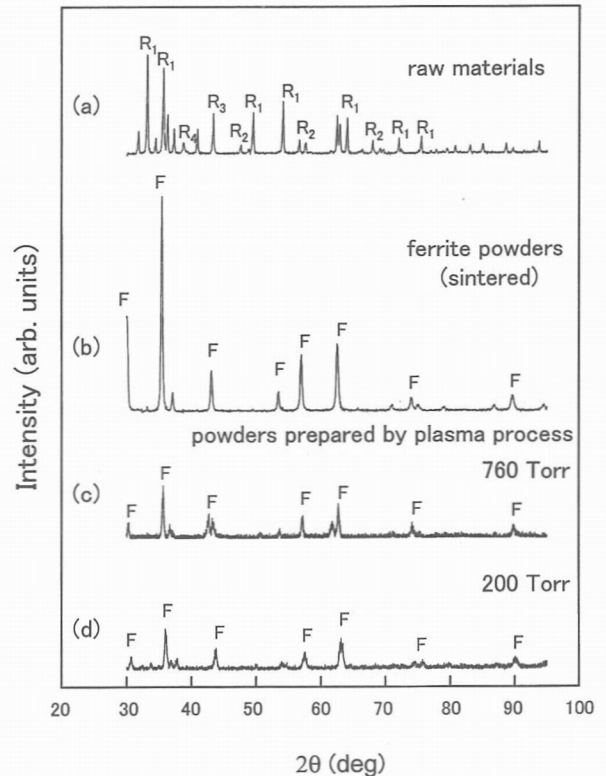 R1 R1
raw materials
(a) R4 R3 R2 R1 R1 R2 R1 R2 R1 R1
F
ferrite powders
(sintered)
F
(b) F F F F F F
powders prepared by plasma process
760 Torr
(c) F F F F F F F
200 Torr
(d) F F F F F F F
Intensity (arb. units)
20 30 40 50 60 70 80 90 100
2θ (deg)